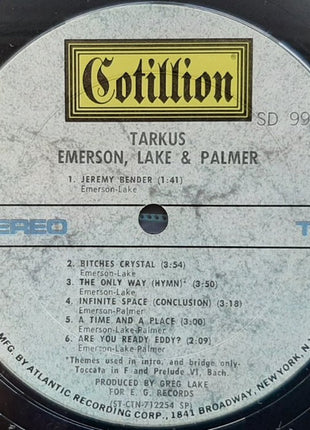 Cotillion®
SD 99
TARKUS
EMERSON, LAKE & PALMER
1. JEREMY BENDER (1:41)
Emerson-Lake
EREO
2. BITCHES CRYSTAL (3:54)
Emerson-Lake
3. THE ONLY WAY (HYMN)* (3:50)
Emerson-Lake
4. INFINITE SPACE (CONCLUSION) (3:18)
Emerson-Palmer
5. A TIME AND A PLACE (3:00)
Emerson-Lake-Palmer
6. ARE YOU READY EDDY? (2:09)
Emerson-Lake-Palmer
*Themes used in intro, and bridge only-
Toccata in F and Prelude VI, Bach.
PRODUCED BY GREG LAKE
FOR E. G. RECORDS
(ST-CTN-712254 SP)
MFG. BY ATLANTIC RECORDING CORP., 1841 BROADWAY, NEW YORK, N.